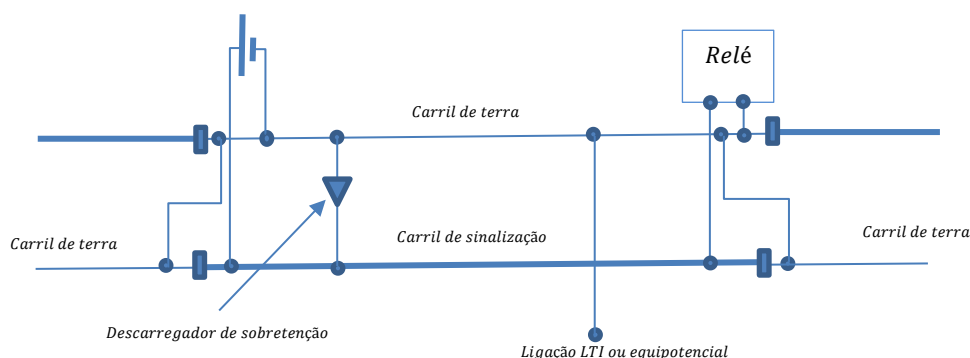 Relé
Carril de terra
Carril de terra
Carril de sinalização
Carril de terra
Descarregador de sobretenção
Ligação LTI ou equipotencial